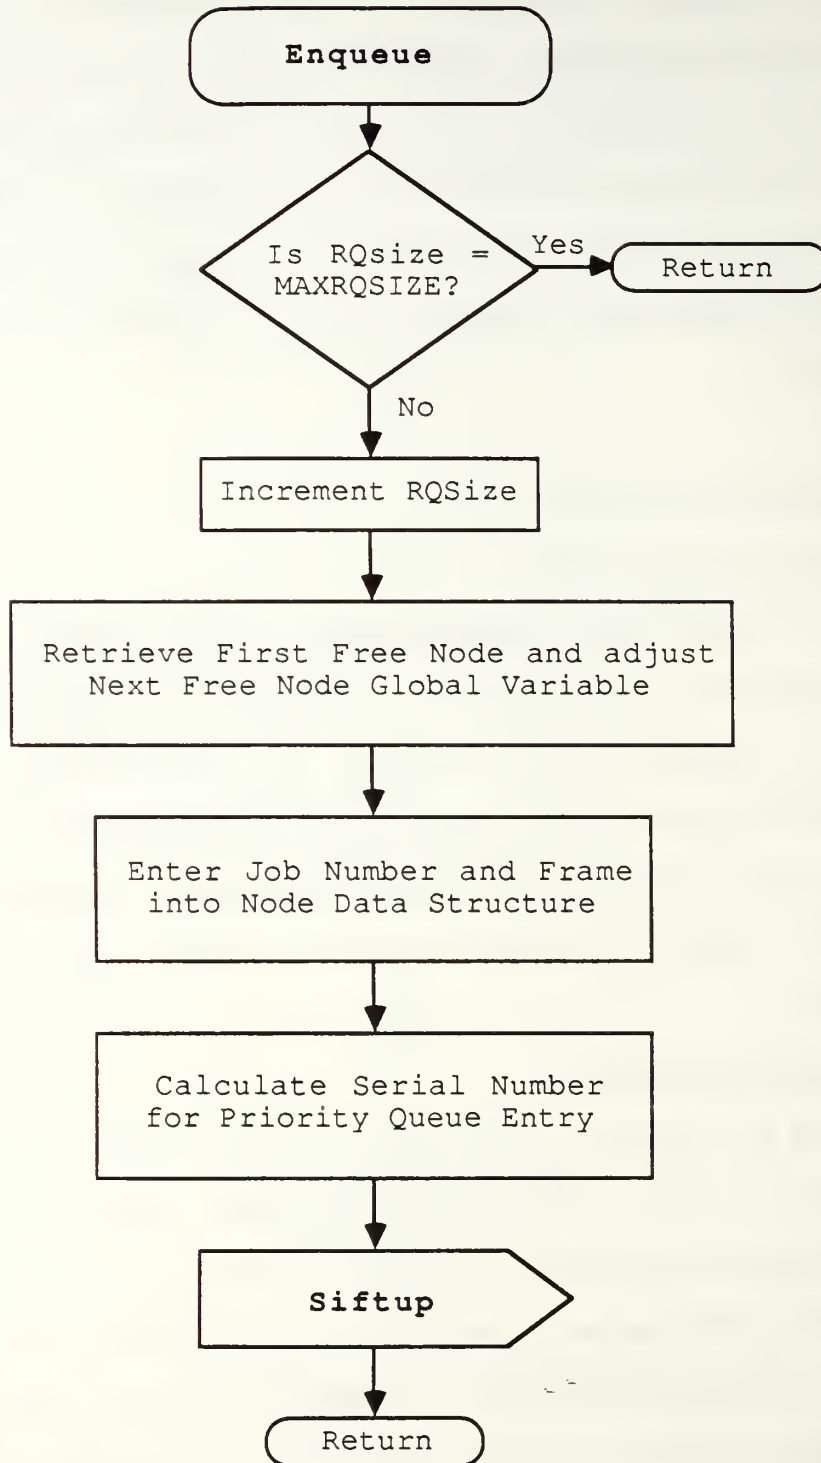 Enqueue
Is RQsize =
MAXRQSIZE?
Yes
Return
No
Increment RQSize
Retrieve First Free Node and adjust
Next Free Node Global Variable
Enter Job Number and Frame
into Node Data Structure
Calculate Serial Number
for Priority Queue Entry
Siftup
Return